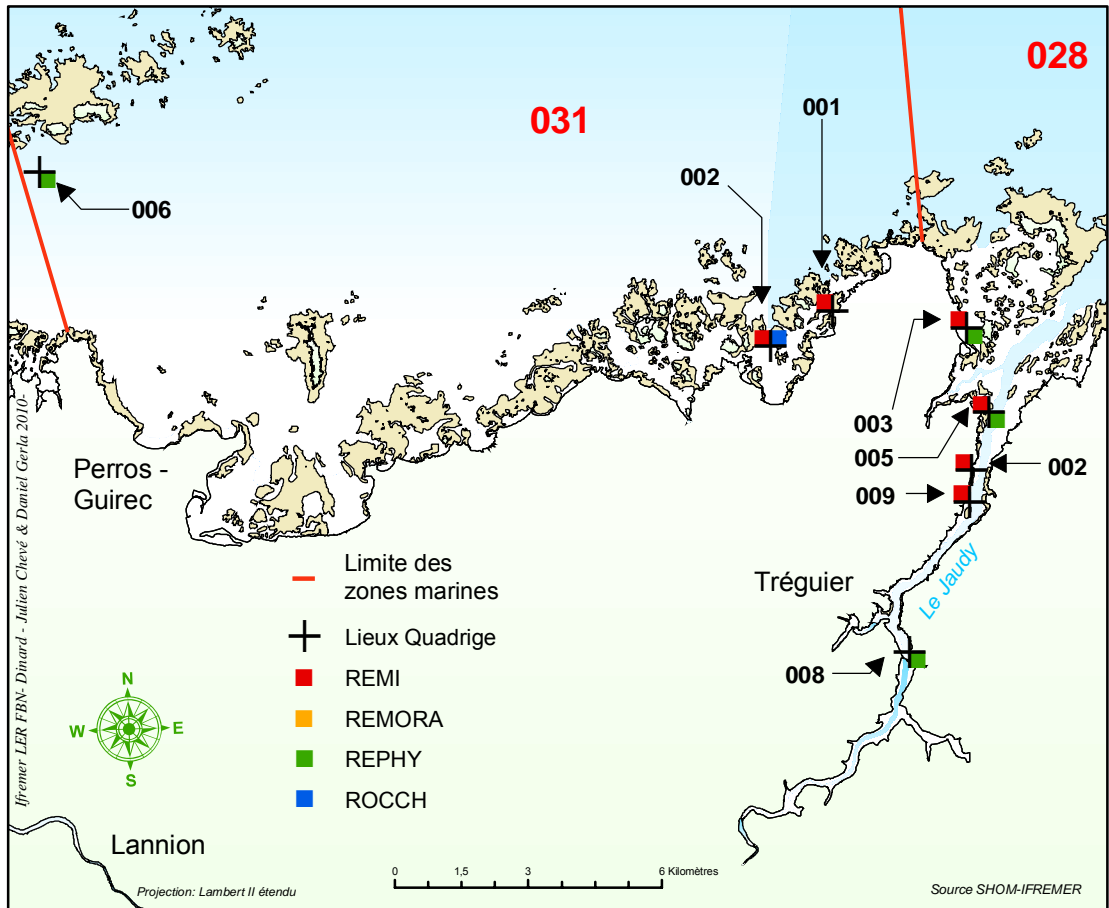 028
031
001
002
006
003
005
002
009
Perros -
Guirec
Limite des
zones marines
Lieux Quadrige
REMI
REMORA
REPHY
ROCCH
Tréguier
Le Jaudy
008
N
W
E
S
Lannion
Ifremer LER FBN- Dinard - Julien Chevé & Daniel Gerla 2010-
Projection: Lambert II étendu
0 1,5 3 6 Kilomètres
Source SHOM-IFREMER